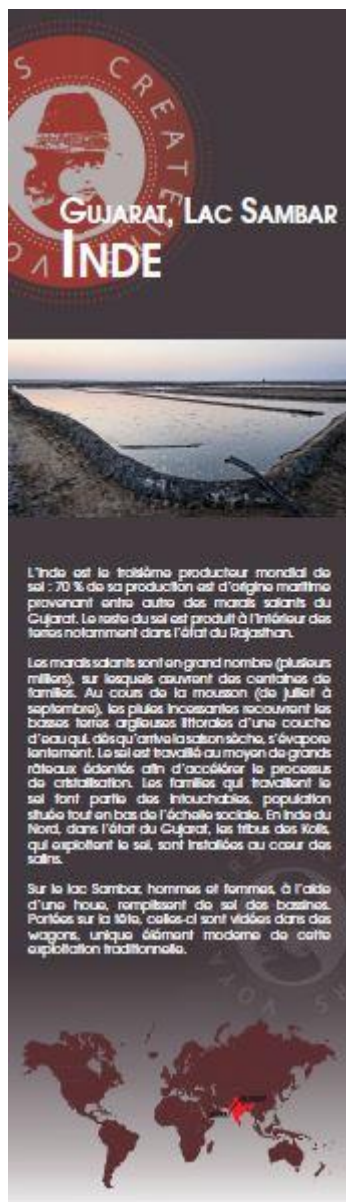 CREATEUR
GUJARAT, LAC SAMBAR
INDE
L'Inde est le troisième producteur mondial de
sel : 70 % de sa production est d'origine maritime
provenant entre autre des marais salants du
Gujarat. Le reste du sel est produit à l'intérieur des
terres notamment dans l'état du Rajasthan.
Les marais salants sont en grand nombre (plusieurs
milliers), sur lesquels œuvrent des centaines de
familles. Au cours de la mousson (de juillet à
septembre), les pluies incessantes recouvrent les
basses terres argileuses littorales d'une couche
d'eau qui, dès qu'arrive la saison sèche, s'évapore
lentement. Le sel est travaillé au moyen de grands
râteaux édentés afin d'accélérer le processus
de cristallisation. Les familles qui travaillent le
sel font partie des intouchables, population
située tout en bas de l'échelle sociale. En Inde du
Nord, dans l'état du Gujarat, les tribus des Kolis,
qui exploitent le sel, sont installées au cœur des
salins.
Sur le lac Sambar, hommes et femmes, à l'aide
d'une houe, remplissent de sel des bassines.
Portées sur la tête, celles-ci sont vidées dans des
wagons, unique élément moderne de cette
exploitation traditionnelle.